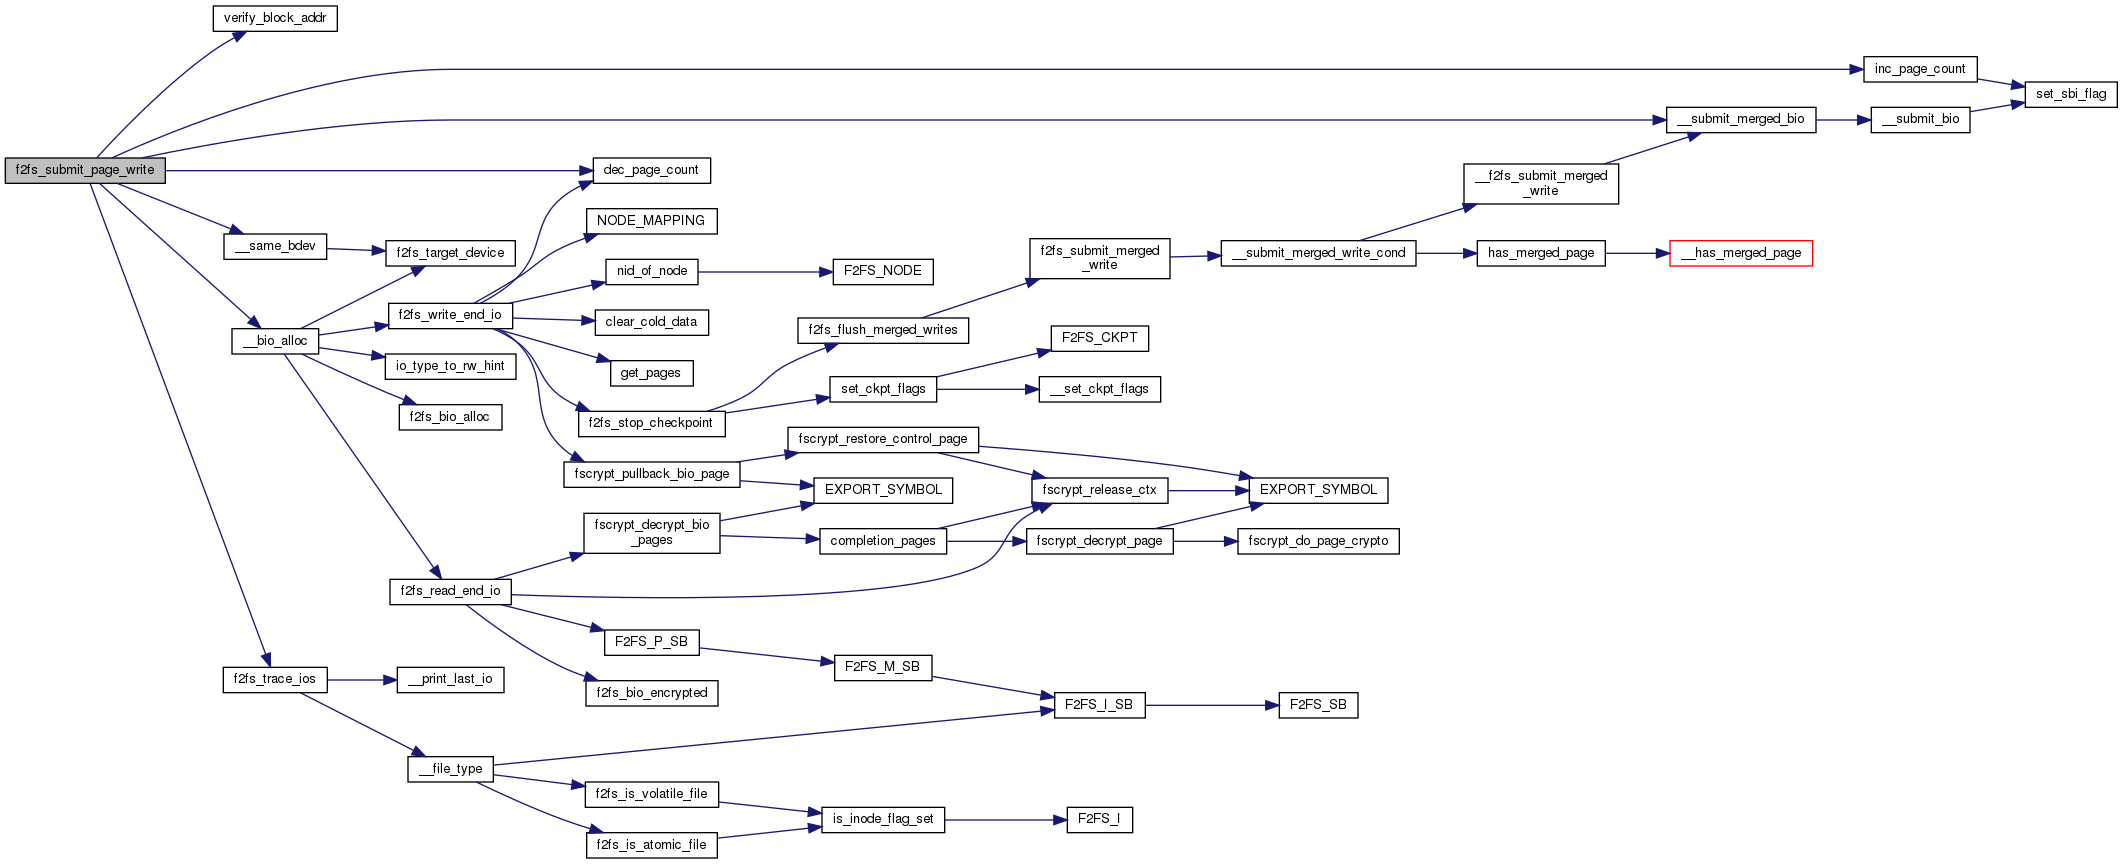 verify_block_addr
inc_page_count
set_sbi_flag
__submit_merged_bio
__submit_bio
f2fs_submit_page_write
dec_page_count
__f2fs_submit_merged
_write
NODE_MAPPING
__same_bdev
f2fs_target_device
f2fs_submit_merged
_write
__submit_merged_write_cond
has_merged_page
__has_merged_page
nid_of_node
F2FS_NODE
f2fs_write_end_io
clear_cold_data
f2fs_flush_merged_writes
__bio_alloc
F2FS_CKPT
io_type_to_rw_hint
get_pages
set_ckpt_flags
__set_ckpt_flags
f2fs_bio_alloc
f2fs_stop_checkpoint
fscrypt_restore_control_page
fscrypt_pullback_bio_page
EXPORT_SYMBOL
fscrypt_release_ctx
EXPORT_SYMBOL
fscrypt_decrypt_bio
_pages
completion_pages
fscrypt_decrypt_page
fscrypt_do_page_crypto
f2fs_read_end_io
F2FS_P_SB
F2FS_M_SB
f2fs_trace_ios
__print_last_io
f2fs_bio_encrypted
F2FS_I_SB
F2FS_SB
__file_type
f2fs_is_volatile_file
is_inode_flag_set
F2FS_I
f2fs_is_atomic_file